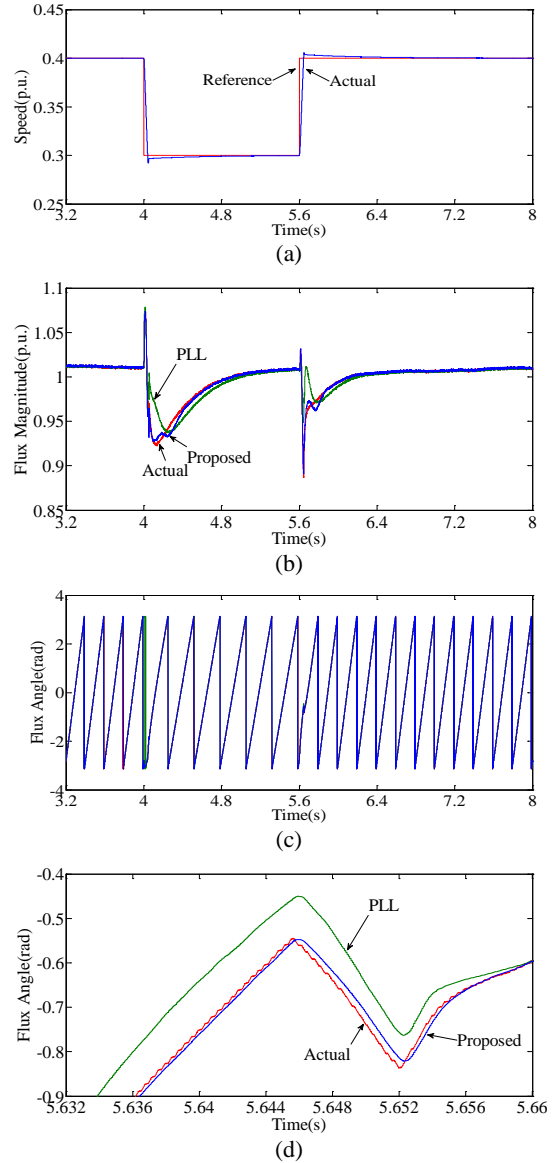 0.45
0.4
0.35
0.3
0.25
Speed(p.u.)
Reference
Actual
3.2 4 4.8 5.6 6.4 7.2 8
Time(s)
(a)
1.1
1.05
1
0.95
0.9
0.85
Flux Magnitude(p.u.)
PLL
Proposed
Actual
3.2 4 4.8 5.6 6.4 7.2 8
Time(s)
(b)
4
2
0
-2
-4
Flux Angle(rad)
3.2 4 4.8 5.6 6.4 7.2 8
Time(s)
(c)
-0.4
-0.5
-0.6
-0.7
-0.8
-0.9
Flux Angle(rad)
PLL
Actual
Proposed
5.632 5.636 5.64 5.644 5.648 5.652 5.656 5.66
Time(s)
(d)